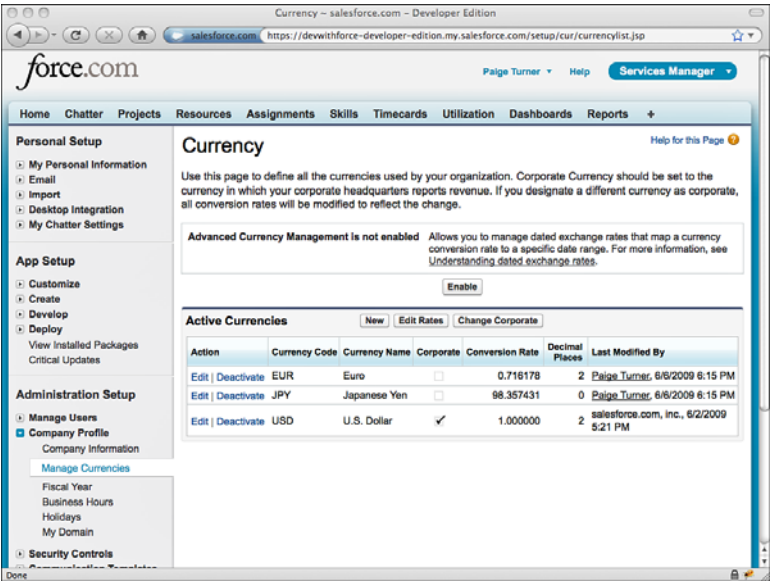 Currency ~ salesforce.com - Developer Edition
salesforce.com https://devwithforce-developer-edition.my.salesforce.com/setup/cur/currencylist.jsp
force.com
Paige Turner Help Services Manager
Home Chatter Projects Resources Assignments Skills Timecards Utilization Dashboards Reports +
Personal Setup
My Personal Information
Email
Import
Desktop Integration
My Chatter Settings
App Setup
Customize
Create
Develop
Deploy
View Installed Packages
Critical Updates
Administration Setup
Manage Users
Company Profile
Company Information
Manage Currencies
Fiscal Year
Business Hours
Holidays
My Domain
Security Controls
Communication Templates
Currency
Help for this Page ?
Use this page to define all the currencies used by your organization. Corporate Currency should be set to the
currency in which your corporate headquarters reports revenue. If you designate a different currency as corporate,
all conversion rates will be modified to reflect the change.
Advanced Currency Management is not enabled Allows you to manage dated exchange rates that map a currency
conversion rate to a specific date range. For more information, see
Understanding dated exchange rates.
Enable
Active Currencies New Edit Rates Change Corporate
Action Currency Code Currency Name Corporate Conversion Rate Decimal Places Last Modified By
Edit | Deactivate EUR Euro 0.716178 2 Paige Turner, 6/6/2009 6:15 PM
Edit | Deactivate JPY Japanese Yen 98.357431 0 Paige Turner, 6/6/2009 6:15 PM
Edit | Deactivate USD U.S. Dollar ✓ 1.000000 2 salesforce.com, inc., 6/2/2009
5:21 PM
Done